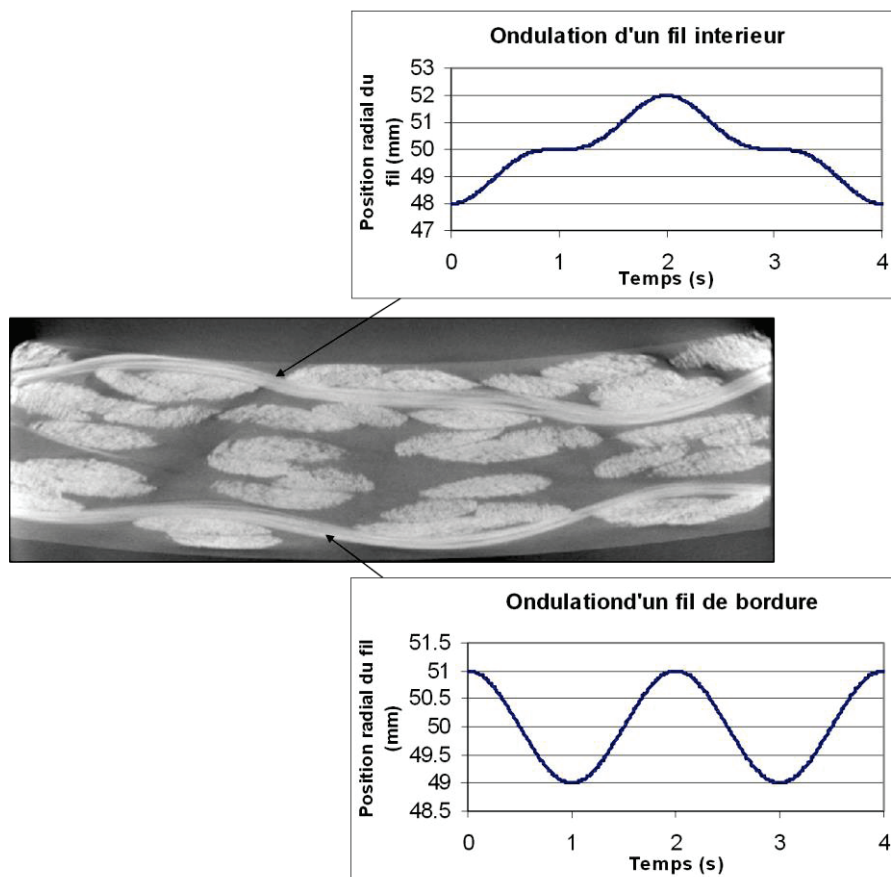 Ondulation d'un fil interieur
Position radial du
fil (mm)
53
52
51
50
49
48
47
0 1 2 3 4
Temps (s)
Ondulationd'un fil de bordure
Position radial du fil
(mm)
51.5
51
50.5
50
49.5
49
48.5
0 1 2 3 4
Temps (s)